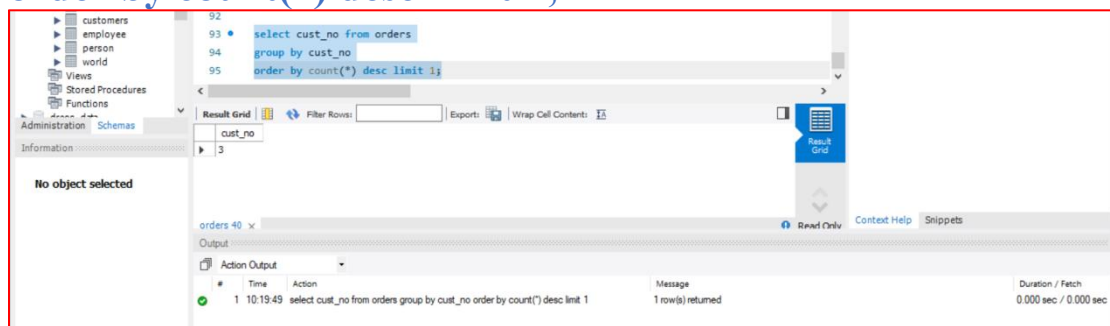 customers
employee
person
world
Views
Stored Procedures
Functions
Administration Schemas
Information
No object selected
92
93 select cust_no from orders
94 group by cust_no
95 order by count(*) desc limit 1;
Result Grid Filter Rows: Export: Wrap Cell Content:
cust_no
3
Result
Grid
orders 40
Read Only
Context Help Snippets
Output
Action Output
# Time Action Message Duration / Fetch
1 10:19:49 select cust_no from orders group by cust_no order by count(*) desc limit 1 1 row(s) returned 0.000 sec / 0.000 sec